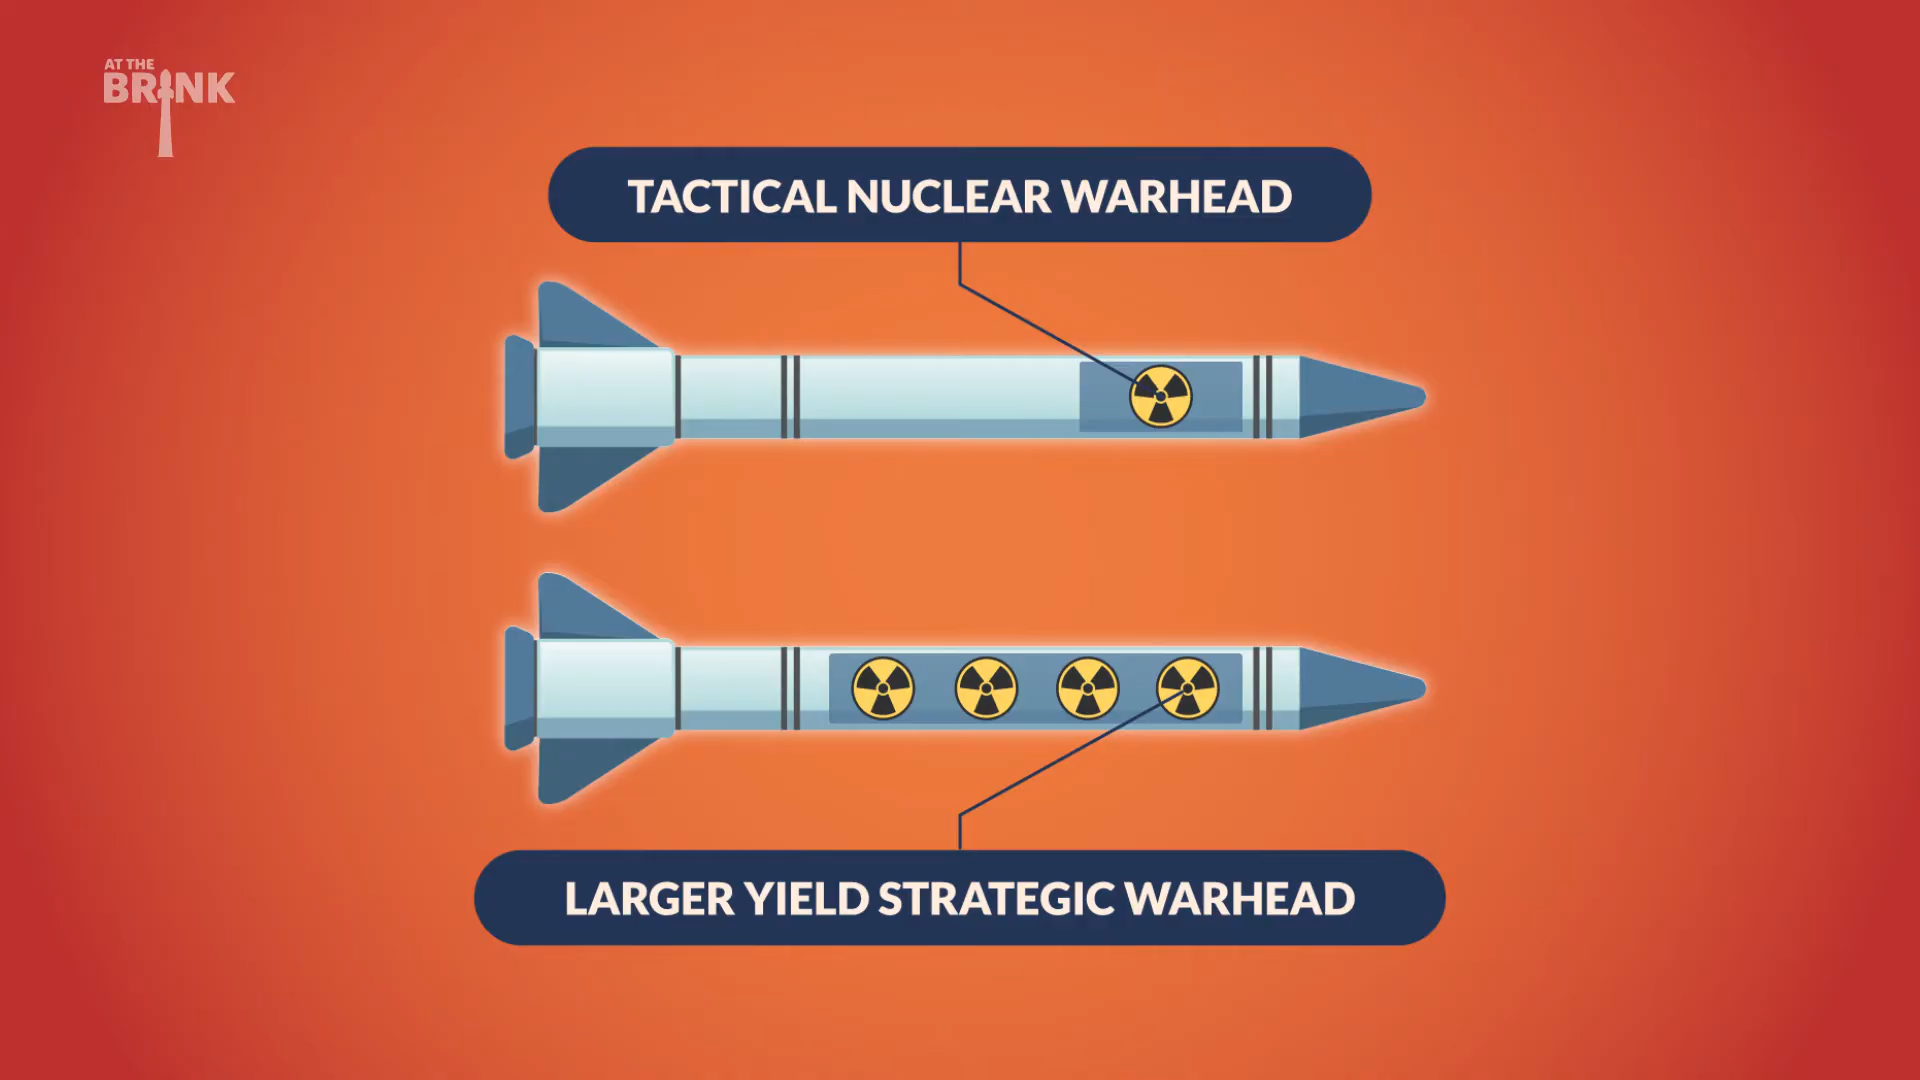 AT THE
BRINK
TACTICAL NUCLEAR WARHEAD
LARGER YIELD STRATEGIC WARHEAD